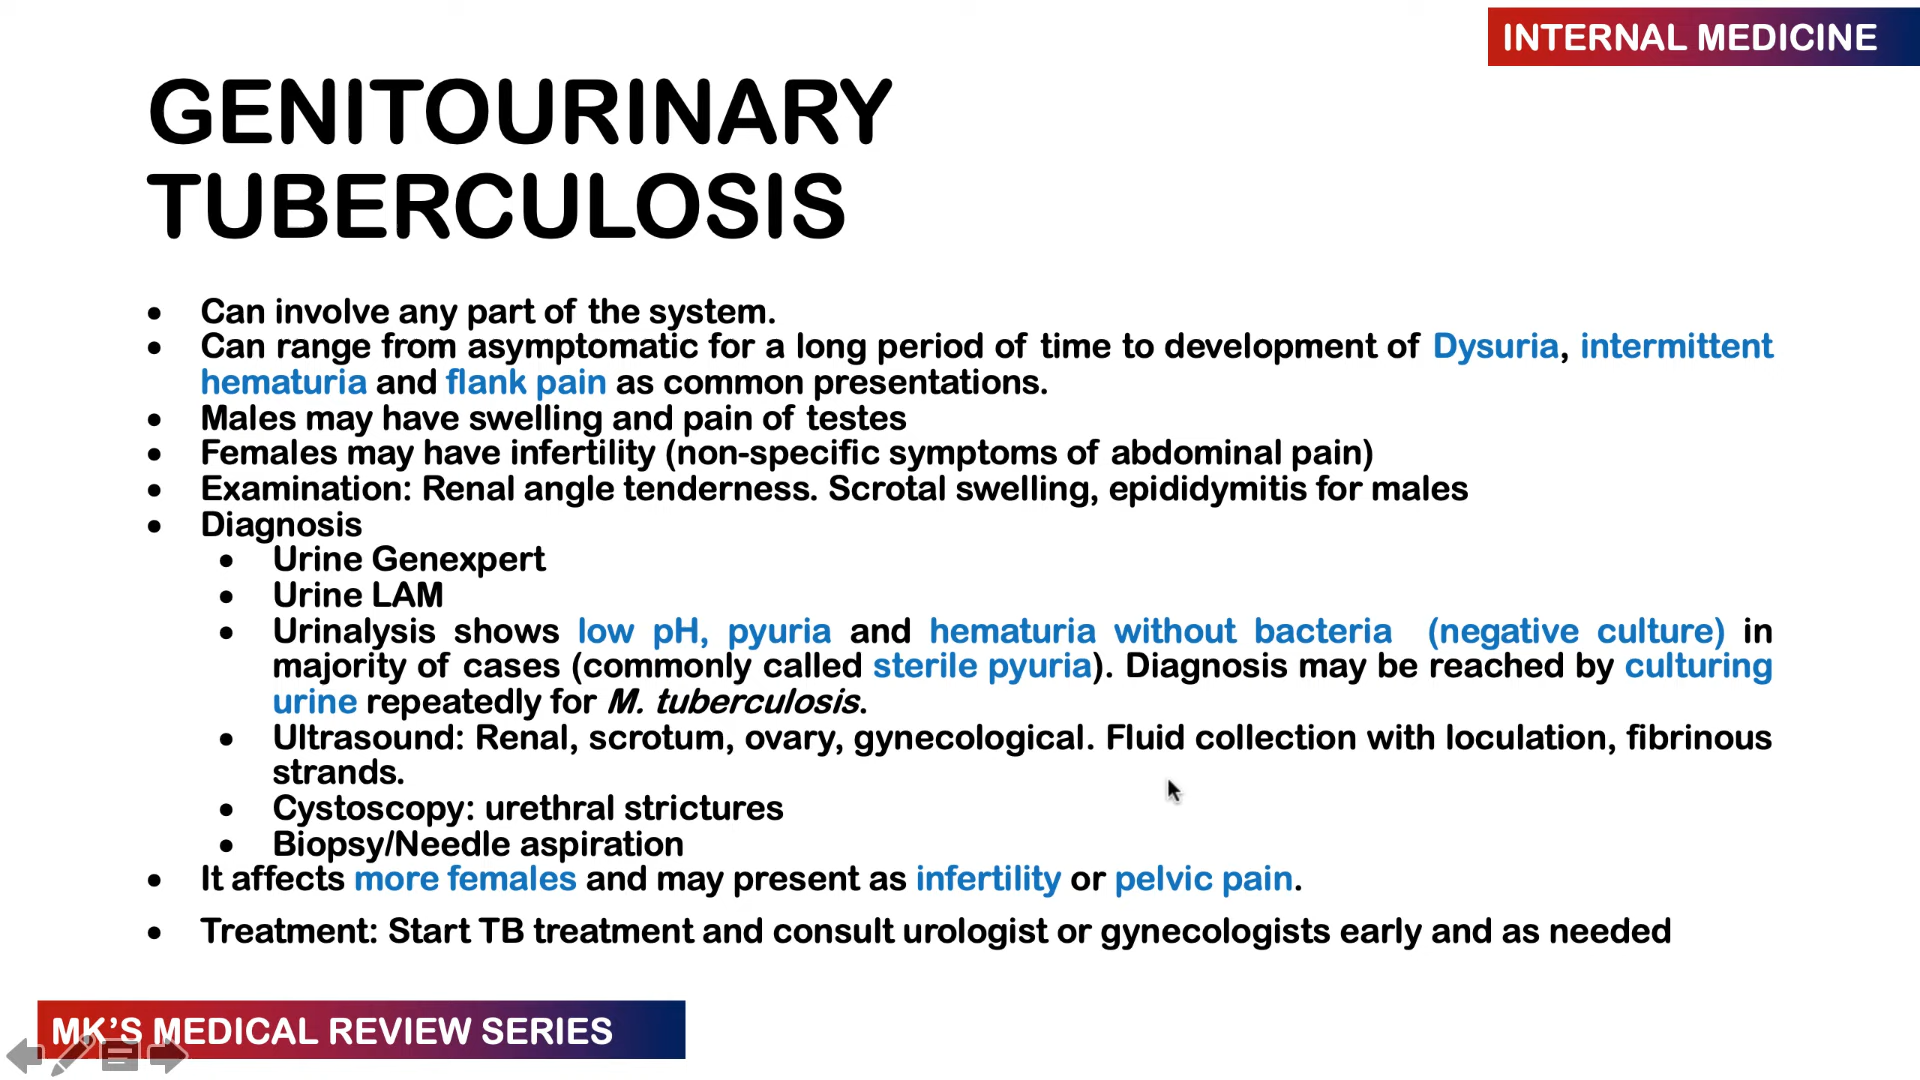 INTERNAL MEDICINE
GENITOURINARY
TUBERCULOSIS
• Can involve any part of the system.
• Can range from asymptomatic for a long period of time to development of Dysuria, intermittent
hematuria and flank pain as common presentations.
• Males may have swelling and pain of testes
• Females may have infertility (non-specific symptoms of abdominal pain)
• Examination: Renal angle tenderness. Scrotal swelling, epididymitis for males
• Diagnosis
• Urine Genexpert
• Urine LAM
• Urinalysis shows low pH, pyuria and hematuria without bacteria (negative culture) in
majority of cases (commonly called sterile pyuria). Diagnosis may be reached by culturing
urine repeatedly for M. tuberculosis.
• Ultrasound: Renal, scrotum, ovary, gynecological. Fluid collection with loculation, fibrinous
strands.
• Cystoscopy: urethral strictures
• Biopsy/Needle aspiration
• It affects more females and may present as infertility or pelvic pain.
• Treatment: Start TB treatment and consult urologist or gynecologists early and as needed
MK'S MEDICAL REVIEW SERIES